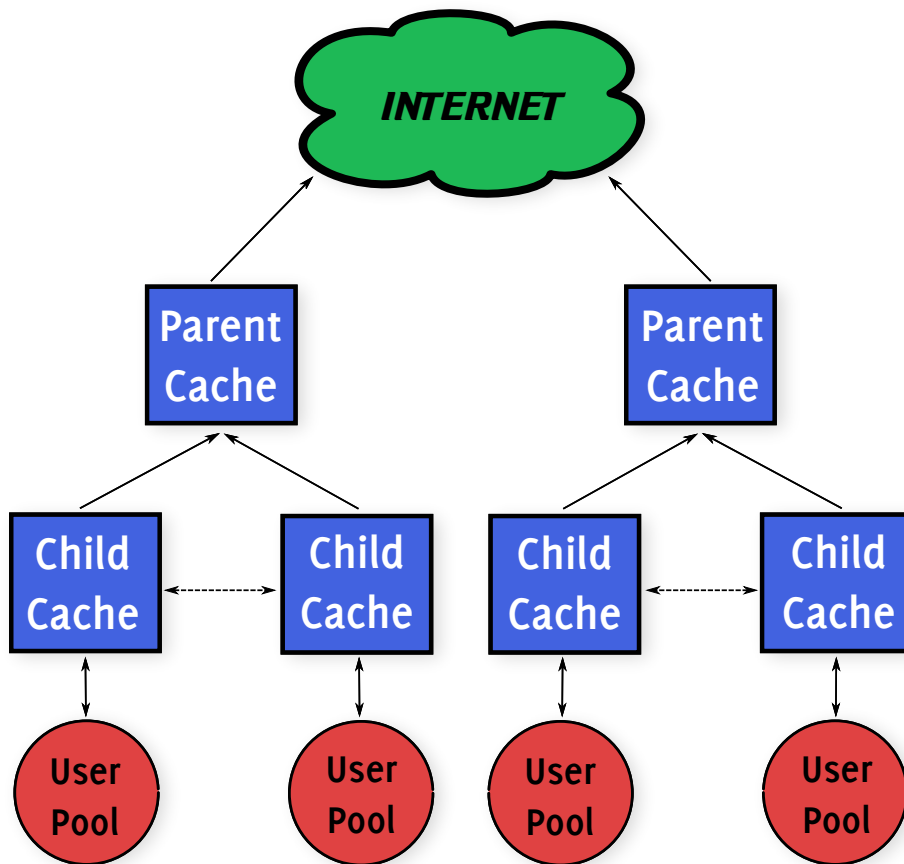 INTERNET
Parent
Cache
Parent
Cache
Child
Cache
Child
Cache
Child
Cache
Child
Cache
User
Pool
User
Pool
User
Pool
User
Pool